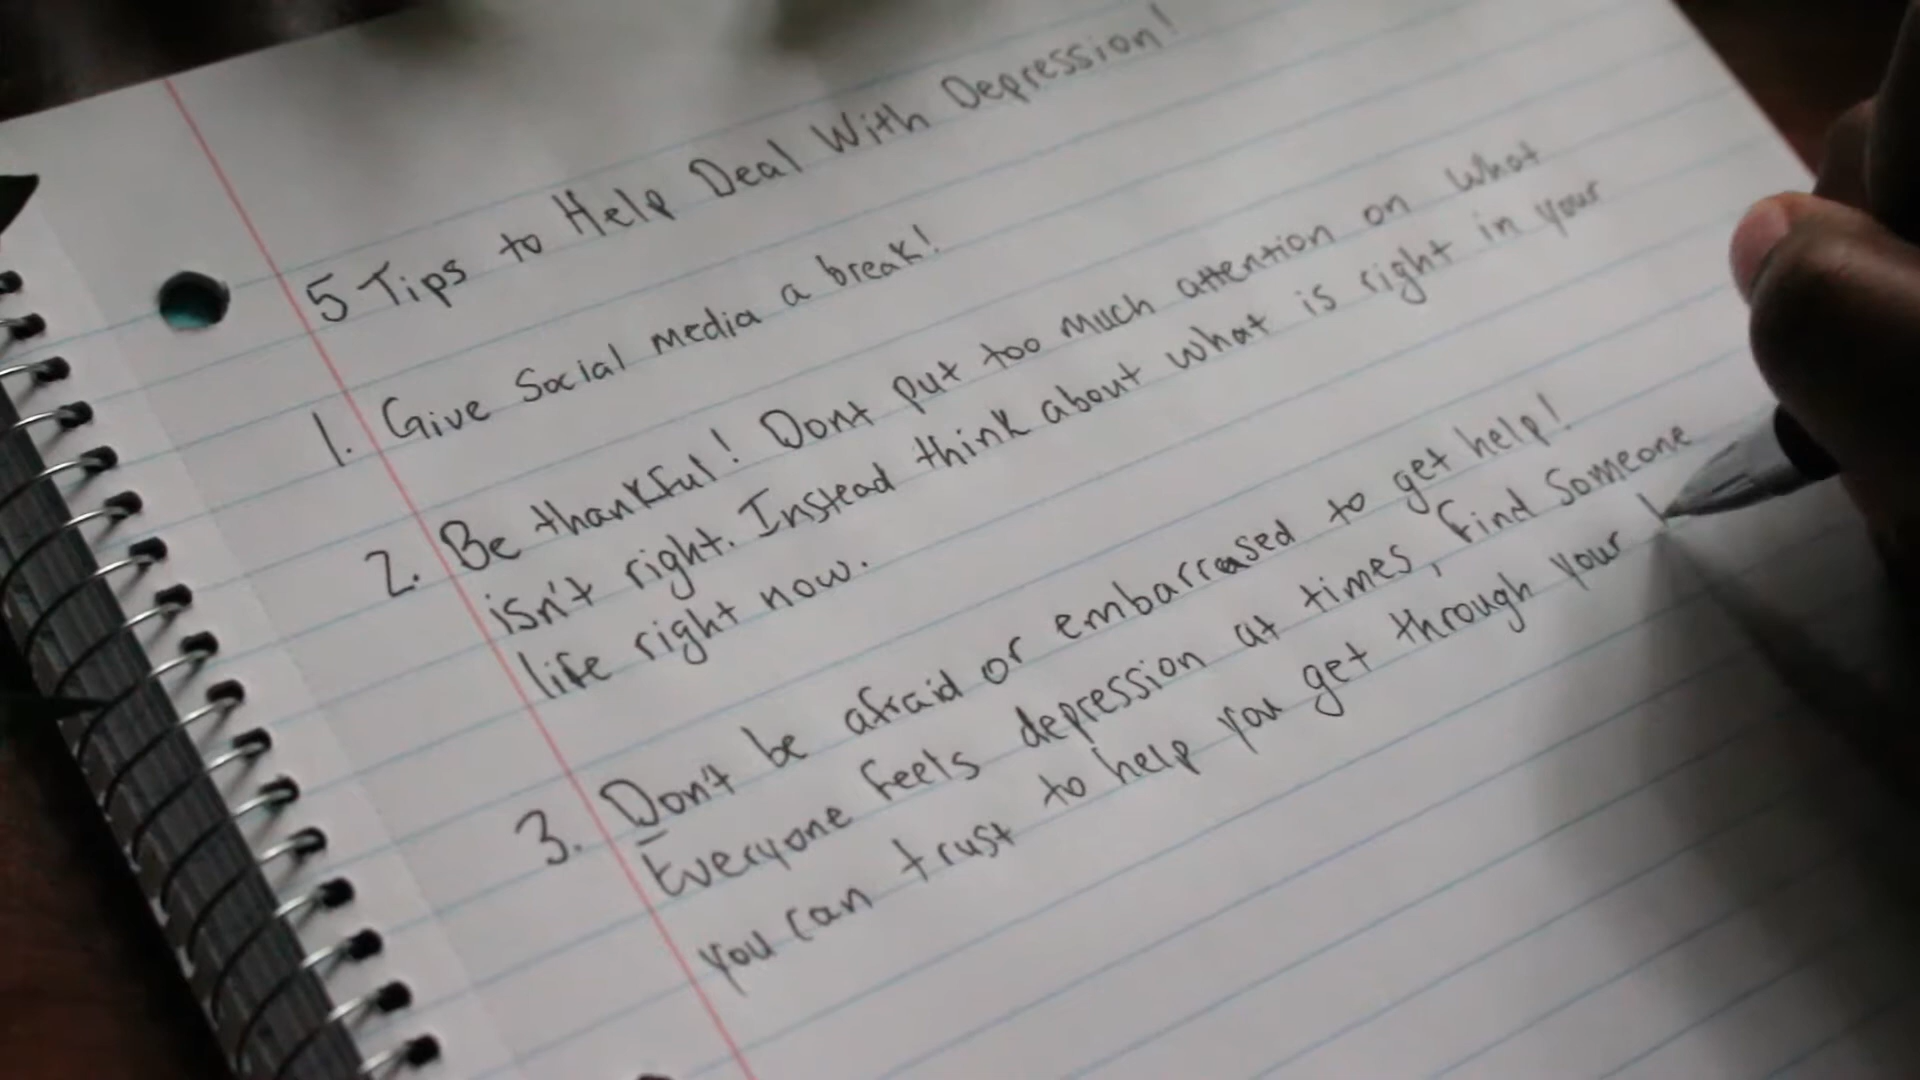 5 Tips to Help Deal With Depression!
1. Give Social media a break!
2. Be thankful! Dont put too much attention on what
isn't right. Instead think about what is right in your
life right now.
3. Don't be afraid or embarrased to get help!
Everyone feels depression at times, find Someone
you can trust to help you get through your